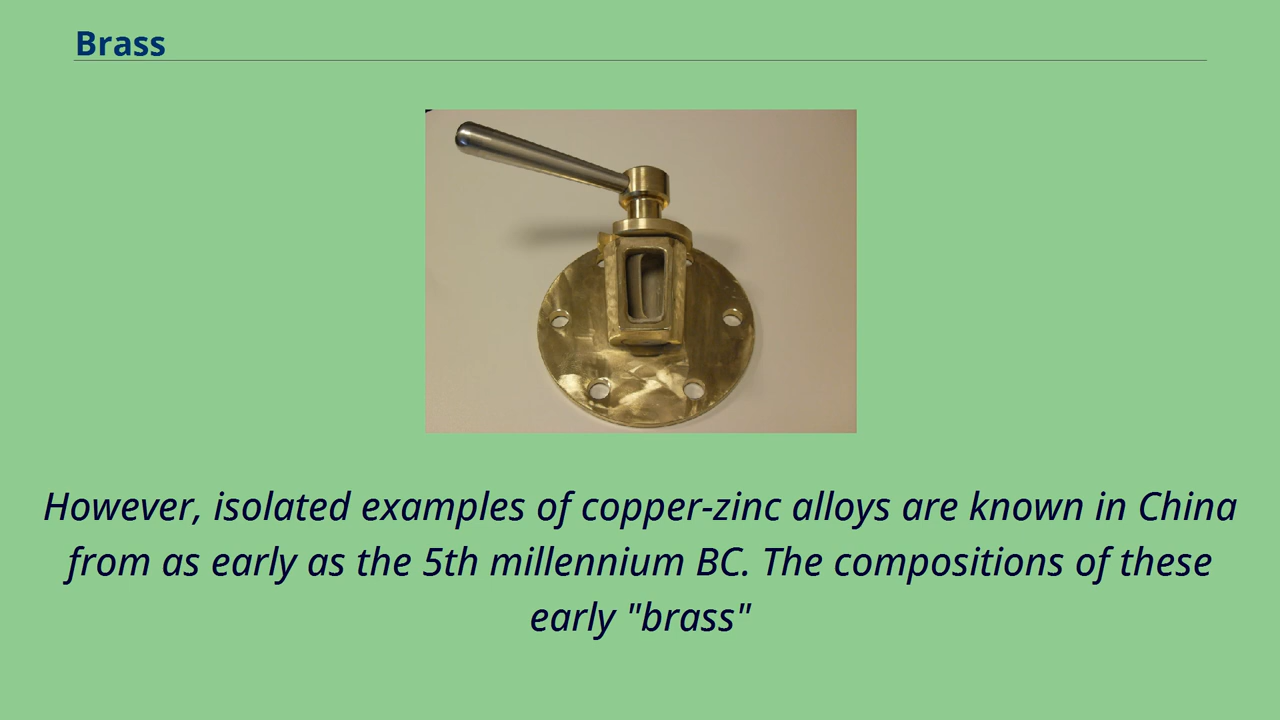 Brass
However, isolated examples of copper-zinc alloys are known in China
from as early as the 5th millennium BC. The compositions of these
early "brass"